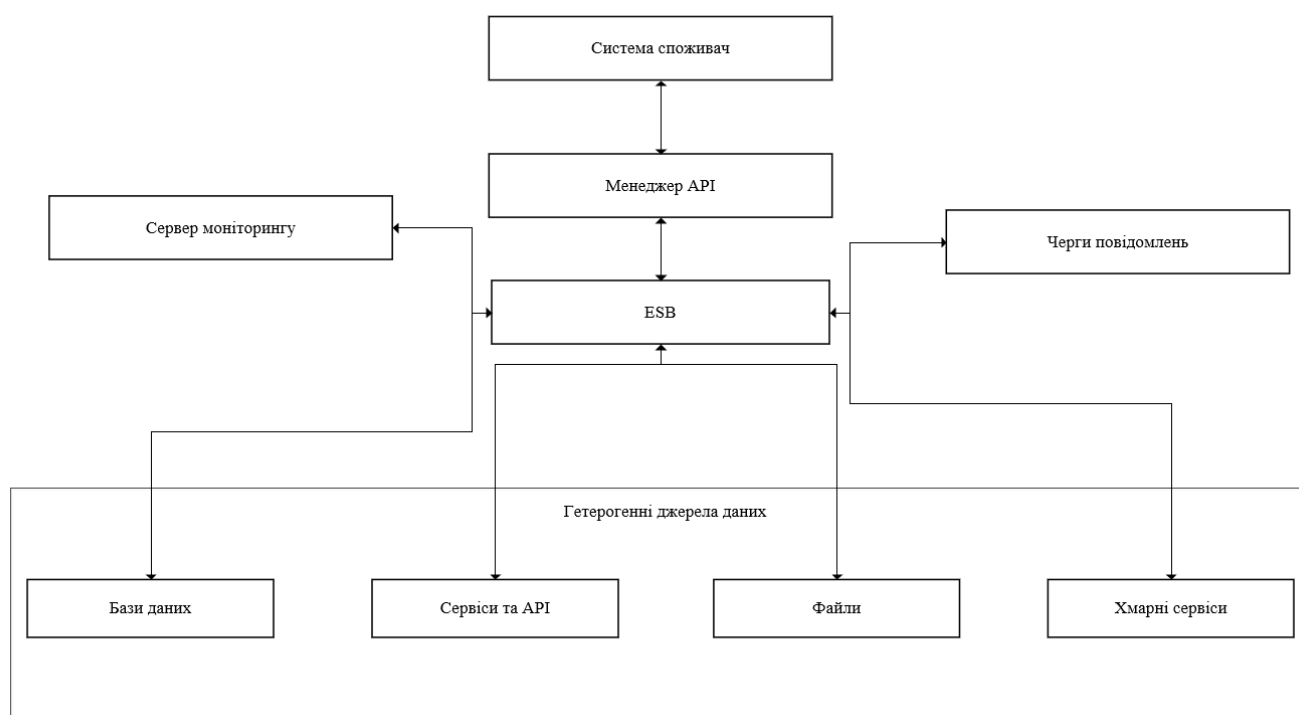 Система споживач
Менеджер API
Сервер моніторингу
Черги повідомлень
ESB
Гетерогенні джерела даних
Бази даних
Сервіси та API
Файли
Хмарні сервіси